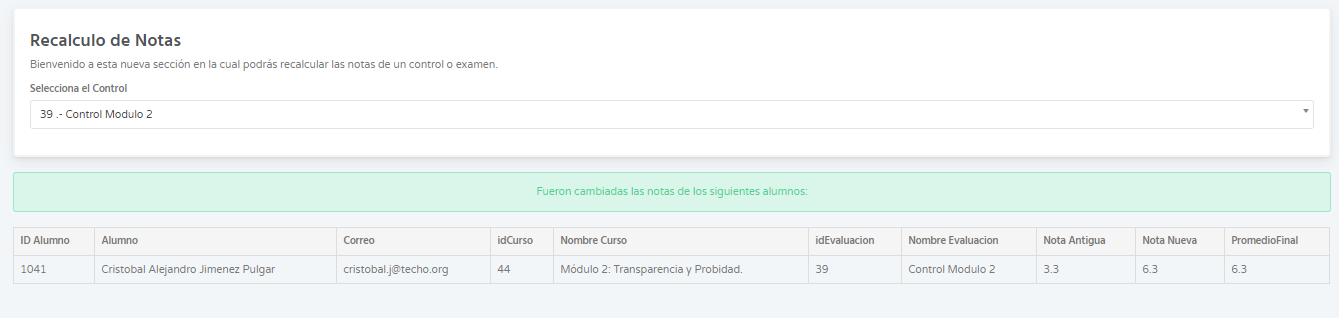 Recalculo de Notas
Bienvenido a esta nueva sección en la cual podrás recalcular las notas de un control o examen.
Selecciona el Control
39 .- Control Modulo 2
Fueron cambiadas las notas de los siguientes alumnos:
ID Alumno Alumno Correo idCurso Nombre Curso idEvaluacion Nombre Evaluacion Nota Antigua Nota Nueva PromedioFinal
1041 Cristobal Alejandro Jimenez Pulgar cristobal.j@techo.org 44 Módulo 2: Transparencia y Probidad. 39 Control Modulo 2 3.3 6.3 6.3